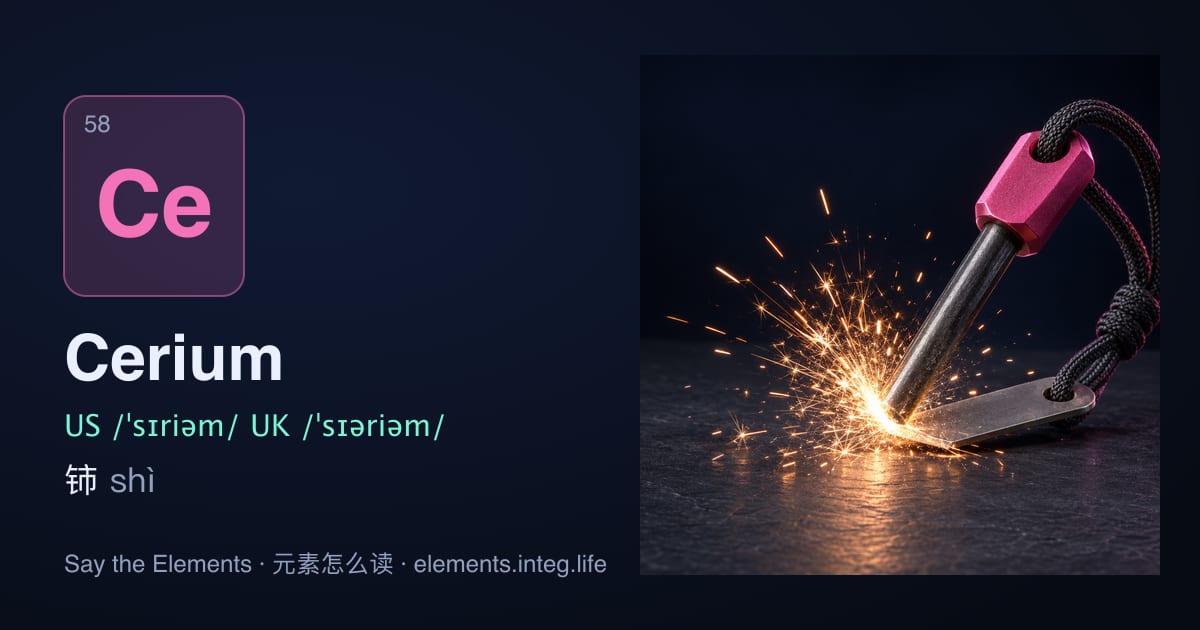 58
Ce
Cerium
US /ˈsɪriəm/ UK /ˈsɪəriəm/
铈 shì
Say the Elements · 元素怎么读 · elements.integ.life